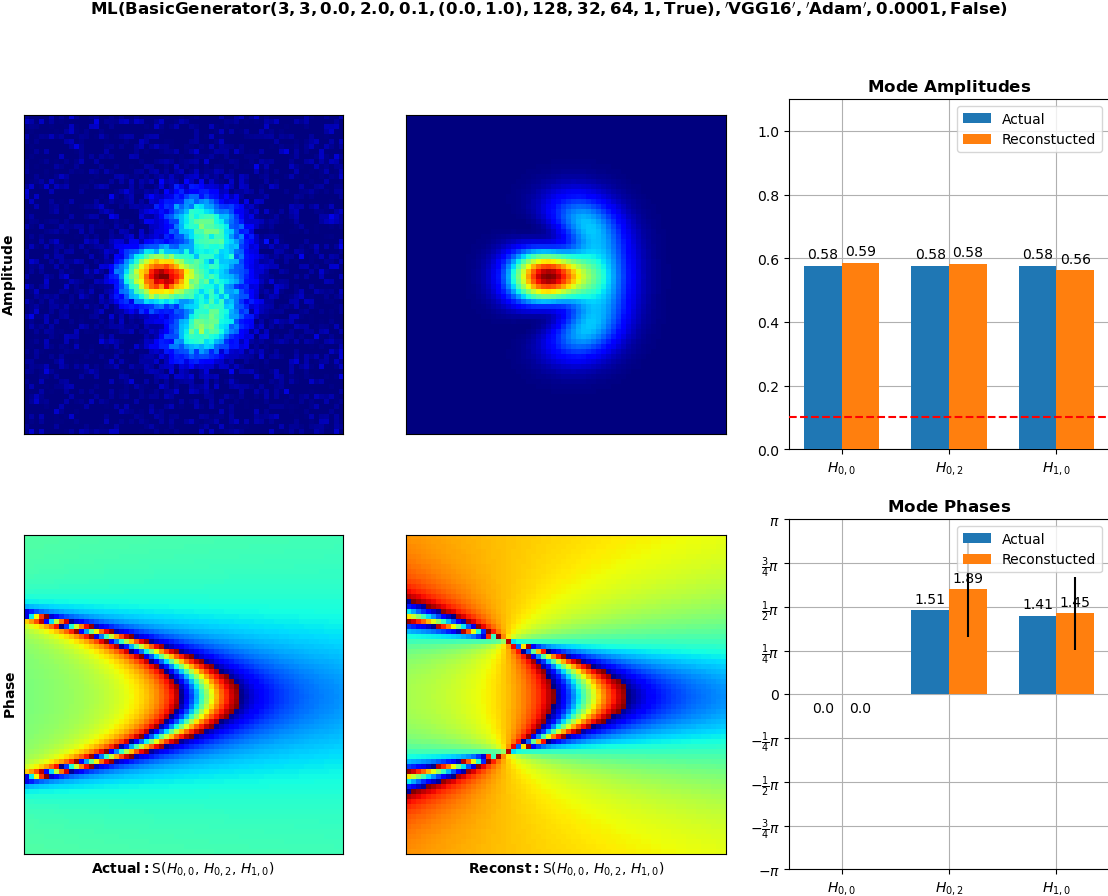 ML(BasicGenerator(3, 3, 0.0, 2.0, 0.1, (0.0, 1.0), 128, 32, 64, 1, True), 'VGG16', 'Adam', 0.0001, False)
Amplitude
Mode Amplitudes
Actual
Reconstucted
1.0
0.8
0.6
0.4
0.2
0.0
0.58 0.59 0.58 0.58 0.58 0.56
H0,0 H0,2 H1,0
Phase
Actual: S(H0,0, H0,2, H1,0)
Reconst: S(H0,0, H0,2, H1,0)
Mode Phases
Actual
Reconstucted
π
3/4π
1/2π
1/4π
0
−1/4π
−1/2π
−3/4π
−π
0.0 0.0 1.51 1.89 1.41 1.45
H0,0 H0,2 H1,0